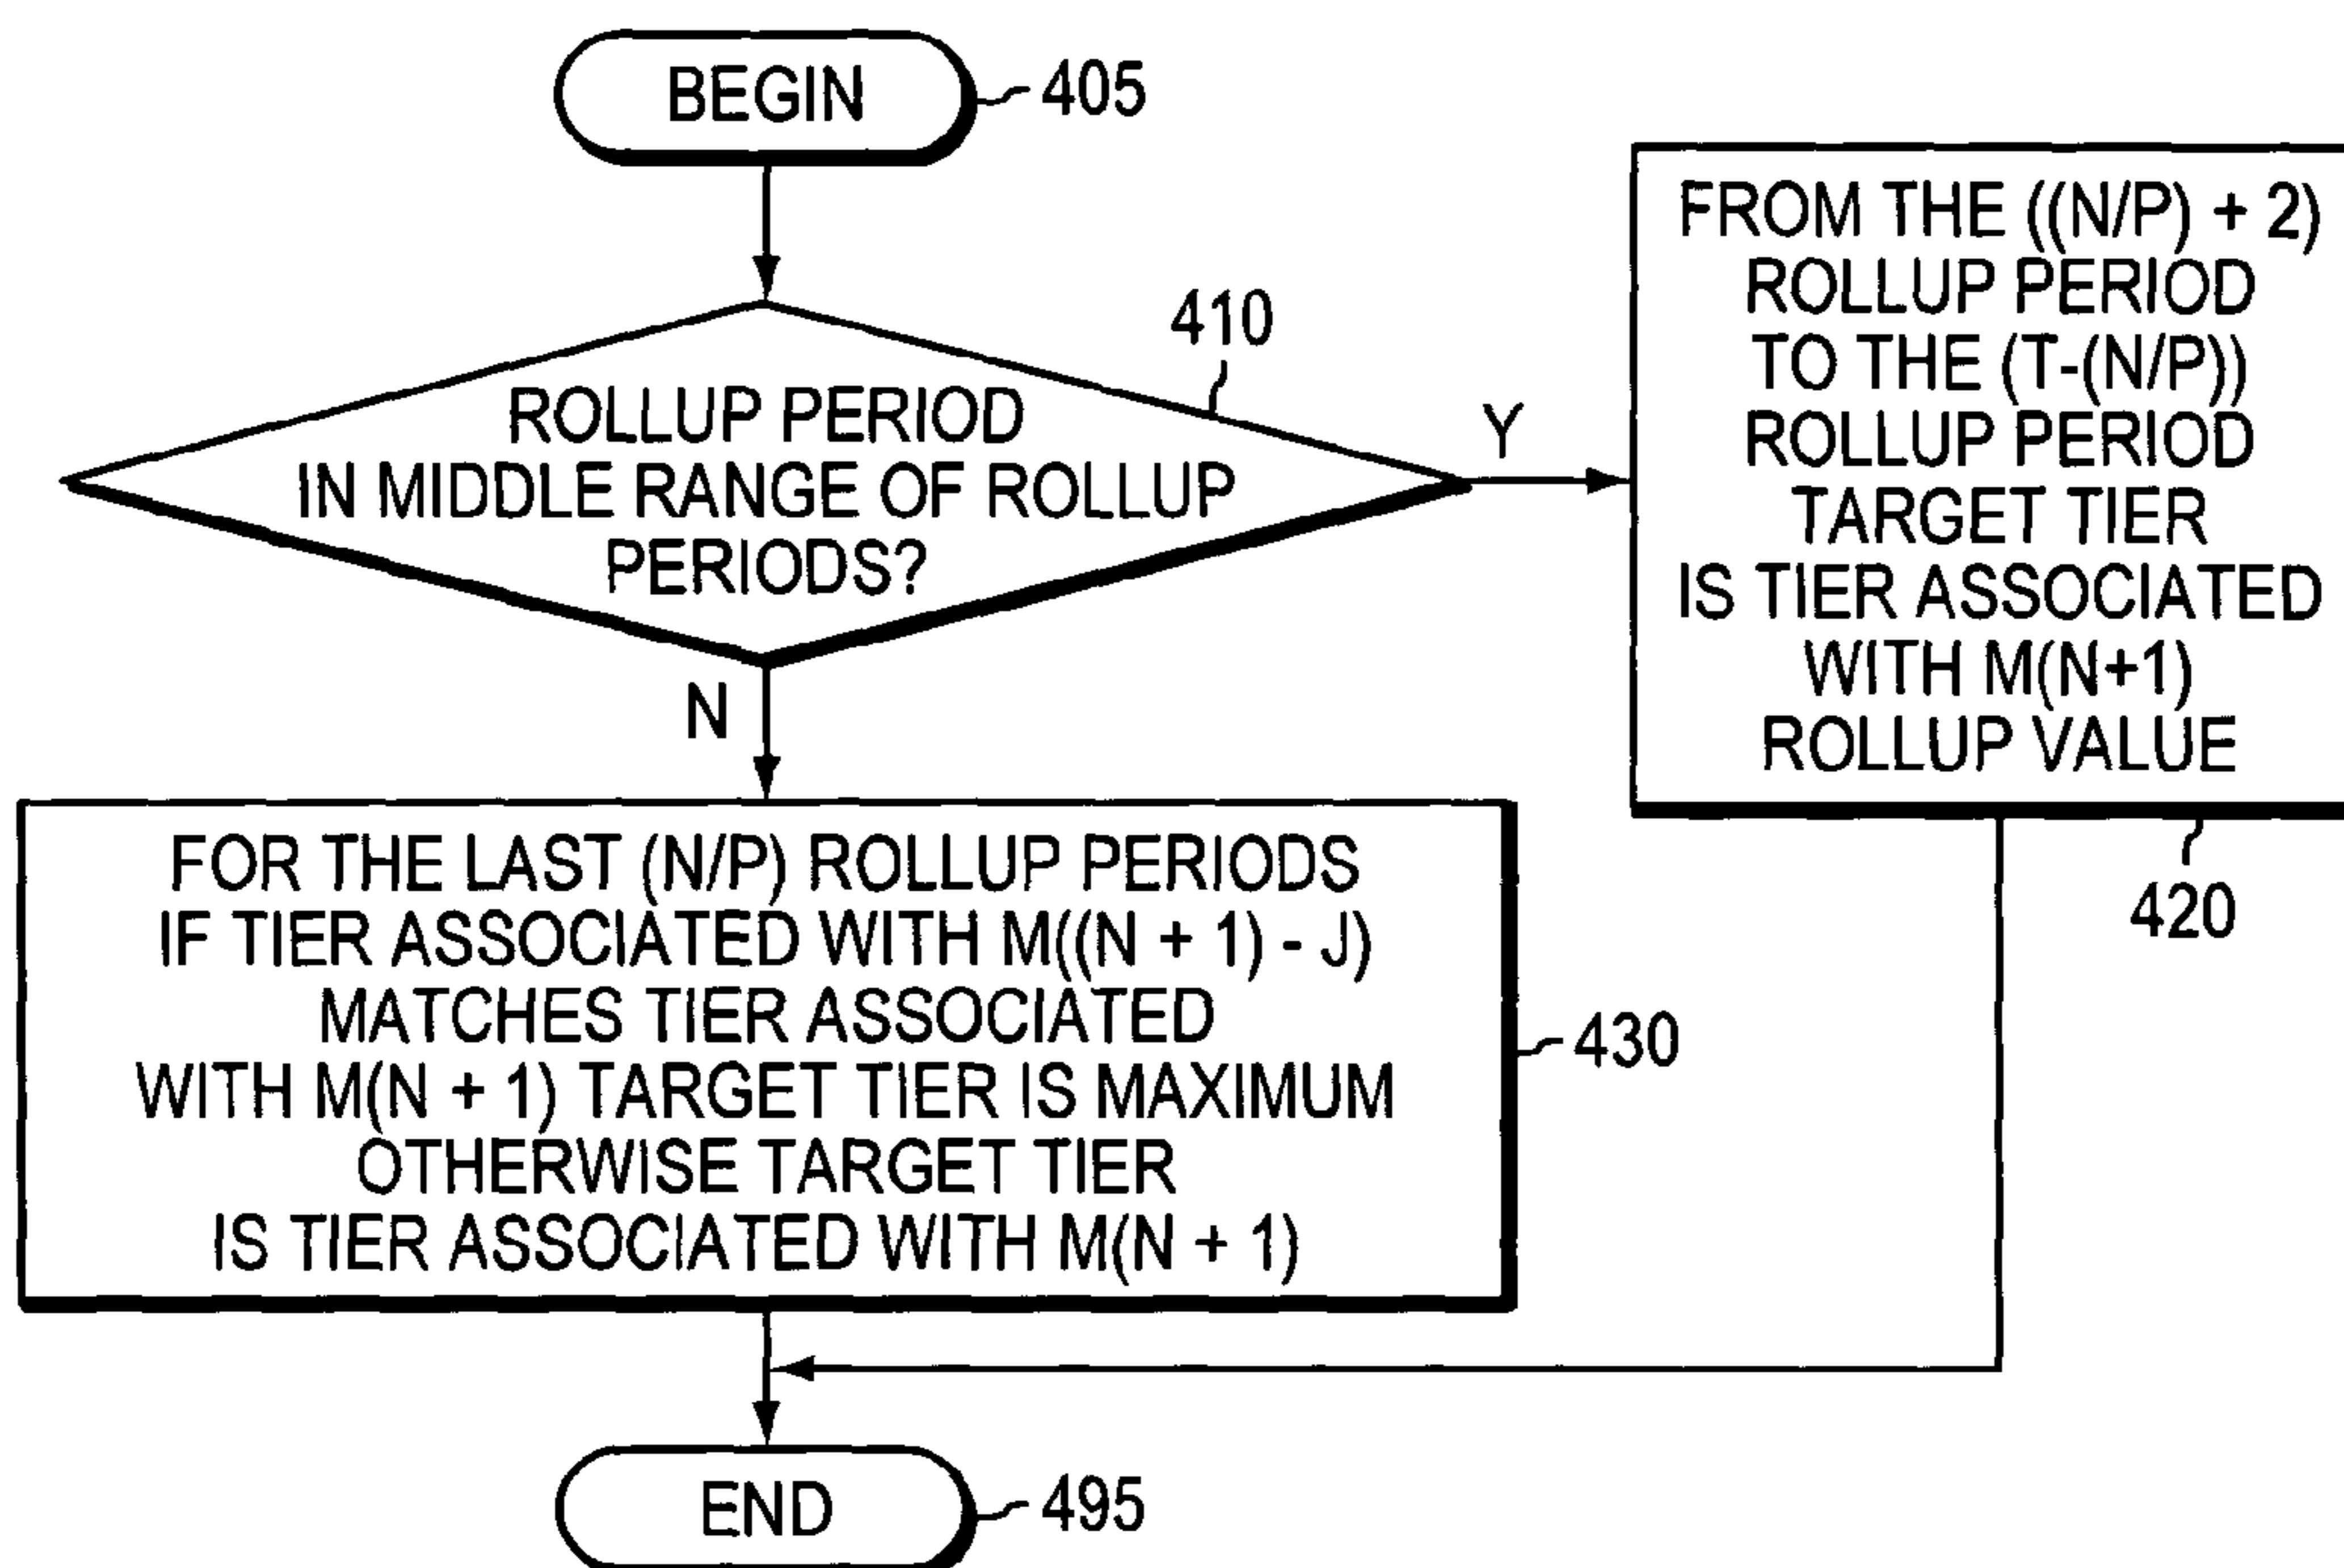 BEGIN
405
410
ROLLUP PERIOD
IN MIDDLE RANGE OF ROLLUP
PERIODS?
Y
FROM THE ((N/P) + 2)
ROLLUP PERIOD
TO THE (T-(N/P))
ROLLUP PERIOD
TARGET TIER
IS TIER ASSOCIATED
WITH M(N+1)
ROLLUP VALUE
420
N
FOR THE LAST (N/P) ROLLUP PERIODS
IF TIER ASSOCIATED WITH M((N + 1) - J)
MATCHES TIER ASSOCIATED
WITH M(N + 1) TARGET TIER IS MAXIMUM
OTHERWISE TARGET TIER
IS TIER ASSOCIATED WITH M(N + 1)
430
END
495